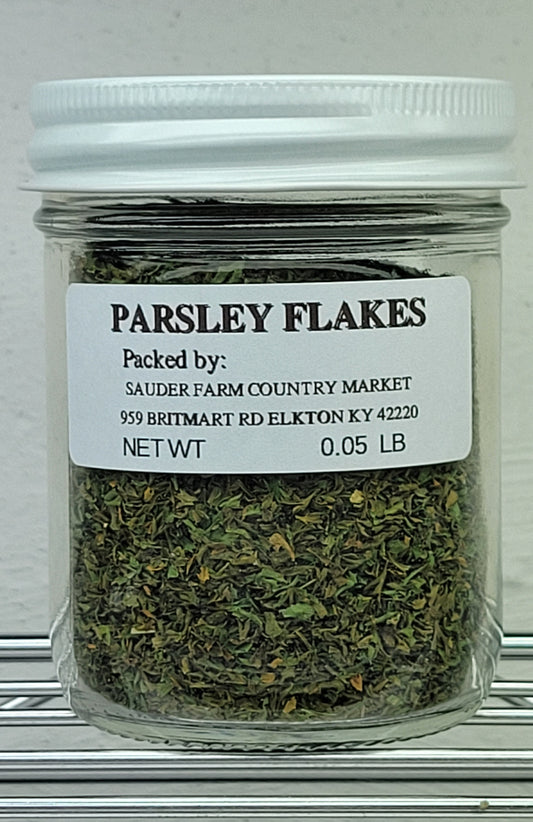 PARSLEY FLAKES
Packed by:
SAUDER FARM COUNTRY MARKET
959 BRITMART RD ELKTON KY 42220
NET WT 0.05 LB